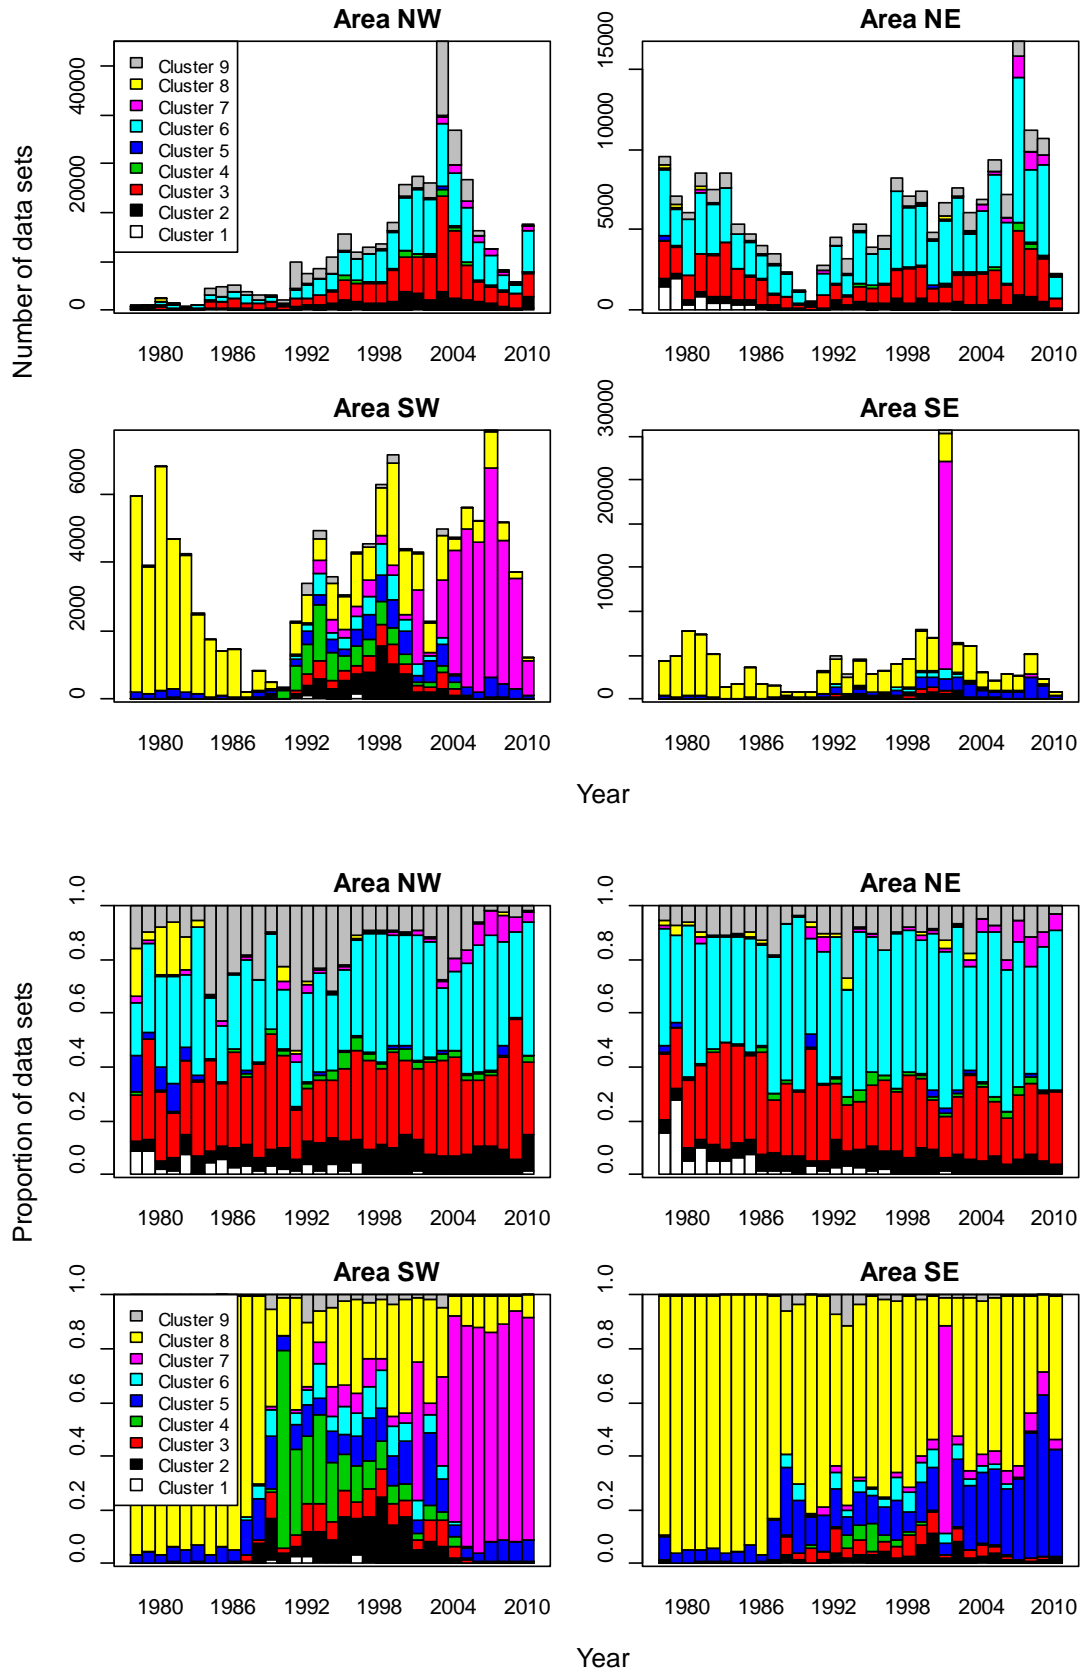 Area NW
Area NE
Number of data sets
0
20000
40000
Cluster 9
Cluster 8
Cluster 7
Cluster 6
Cluster 5
Cluster 4
Cluster 3
Cluster 2
Cluster 1
1980 1986 1992 1998 2004 2010
0
5000
10000
15000
1980 1986 1992 1998 2004 2010
Area SW
Area SE
0
2000
4000
6000
1980 1986 1992 1998 2004 2010
0
10000
20000
30000
1980 1986 1992 1998 2004 2010
Year
Area NW
Area NE
Proportion of data sets
0.0
0.2
0.4
0.6
0.8
1.0
1980 1986 1992 1998 2004 2010
0.0
0.2
0.4
0.6
0.8
1.0
1980 1986 1992 1998 2004 2010
Area SW
Area SE
0.0
0.2
0.4
0.6
0.8
1.0
Cluster 9
Cluster 8
Cluster 7
Cluster 6
Cluster 5
Cluster 4
Cluster 3
Cluster 2
Cluster 1
1980 1986 1992 1998 2004 2010
0.0
0.2
0.4
0.6
0.8
1.0
1980 1986 1992 1998 2004 2010
Year